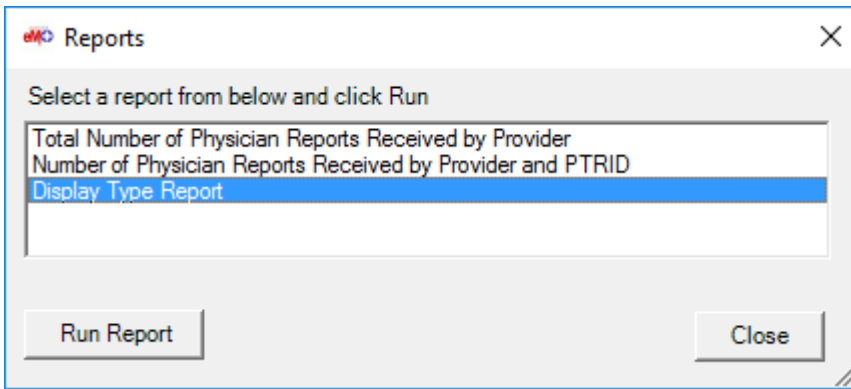 Reports
Select a report from below and click Run
Total Number of Physician Reports Received by Provider
Number of Physician Reports Received by Provider and PTRID
Display Type Report
Run Report
Close